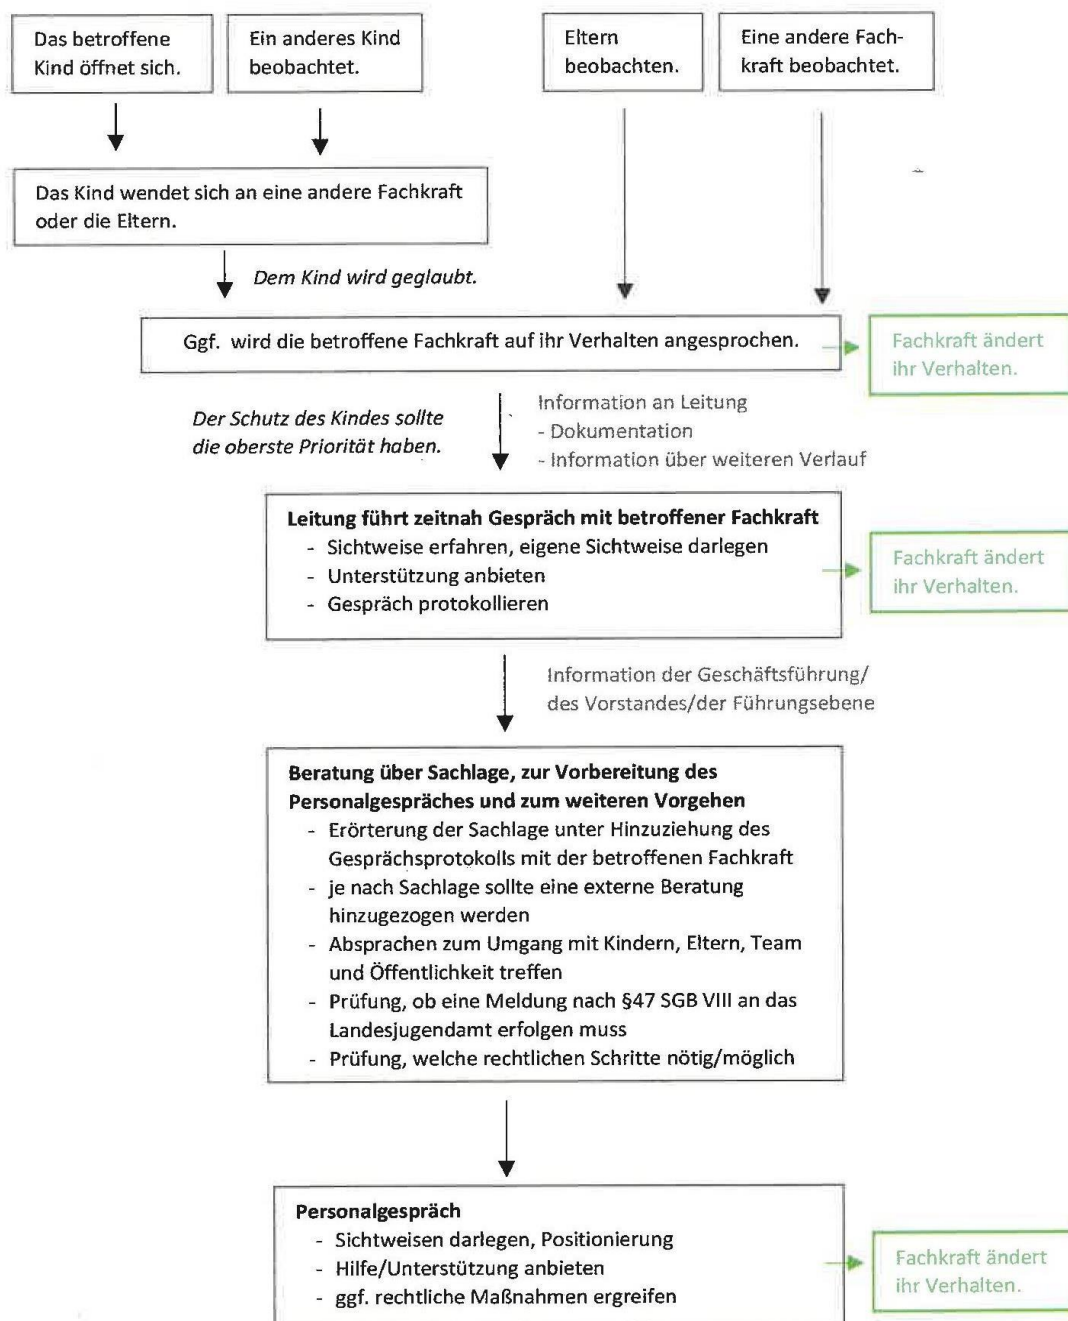 Das betroffene
Kind öffnet sich.
Ein anderes Kind
beobachtet.
Eltern
beobachten.
Eine andere Fach-
kraft beobachtet.
Das Kind wendet sich an eine andere Fachkraft
oder die Eltern.
Dem Kind wird geglaubt.
Ggf. wird die betroffene Fachkraft auf ihr Verhalten angesprochen.
Fachkraft ändert
ihr Verhalten.
Der Schutz des Kindes sollte
die oberste Priorität haben.
Information an Leitung
- Dokumentation
- Information über weiteren Verlauf
Leitung führt zeitnah Gespräch mit betroffener Fachkraft
- Sichtweise erfahren, eigene Sichtweise darlegen
- Unterstützung anbieten
- Gespräch protokollieren
Fachkraft ändert
ihr Verhalten.
Information der Geschäftsführung/
des Vorstandes/der Führungsebene
Beratung über Sachlage, zur Vorbereitung des
Personalgespräches und zum weiteren Vorgehen
- Erörterung der Sachlage unter Hinzuziehung des
Gesprächsprotokolls mit der betroffenen Fachkraft
- je nach Sachlage sollte eine externe Beratung
hinzugezogen werden
- Absprachen zum Umgang mit Kindern, Eltern, Team
und Öffentlichkeit treffen
- Prüfung, ob eine Meldung nach §47 SGB VIII an das
Landesjugendamt erfolgen muss
- Prüfung, welche rechtlichen Schritte nötig/möglich
Personalgespräch
- Sichtweisen darlegen, Positionierung
- Hilfe/Unterstützung anbieten
- ggf. rechtliche Maßnahmen ergreifen
Fachkraft ändert
ihr Verhalten.